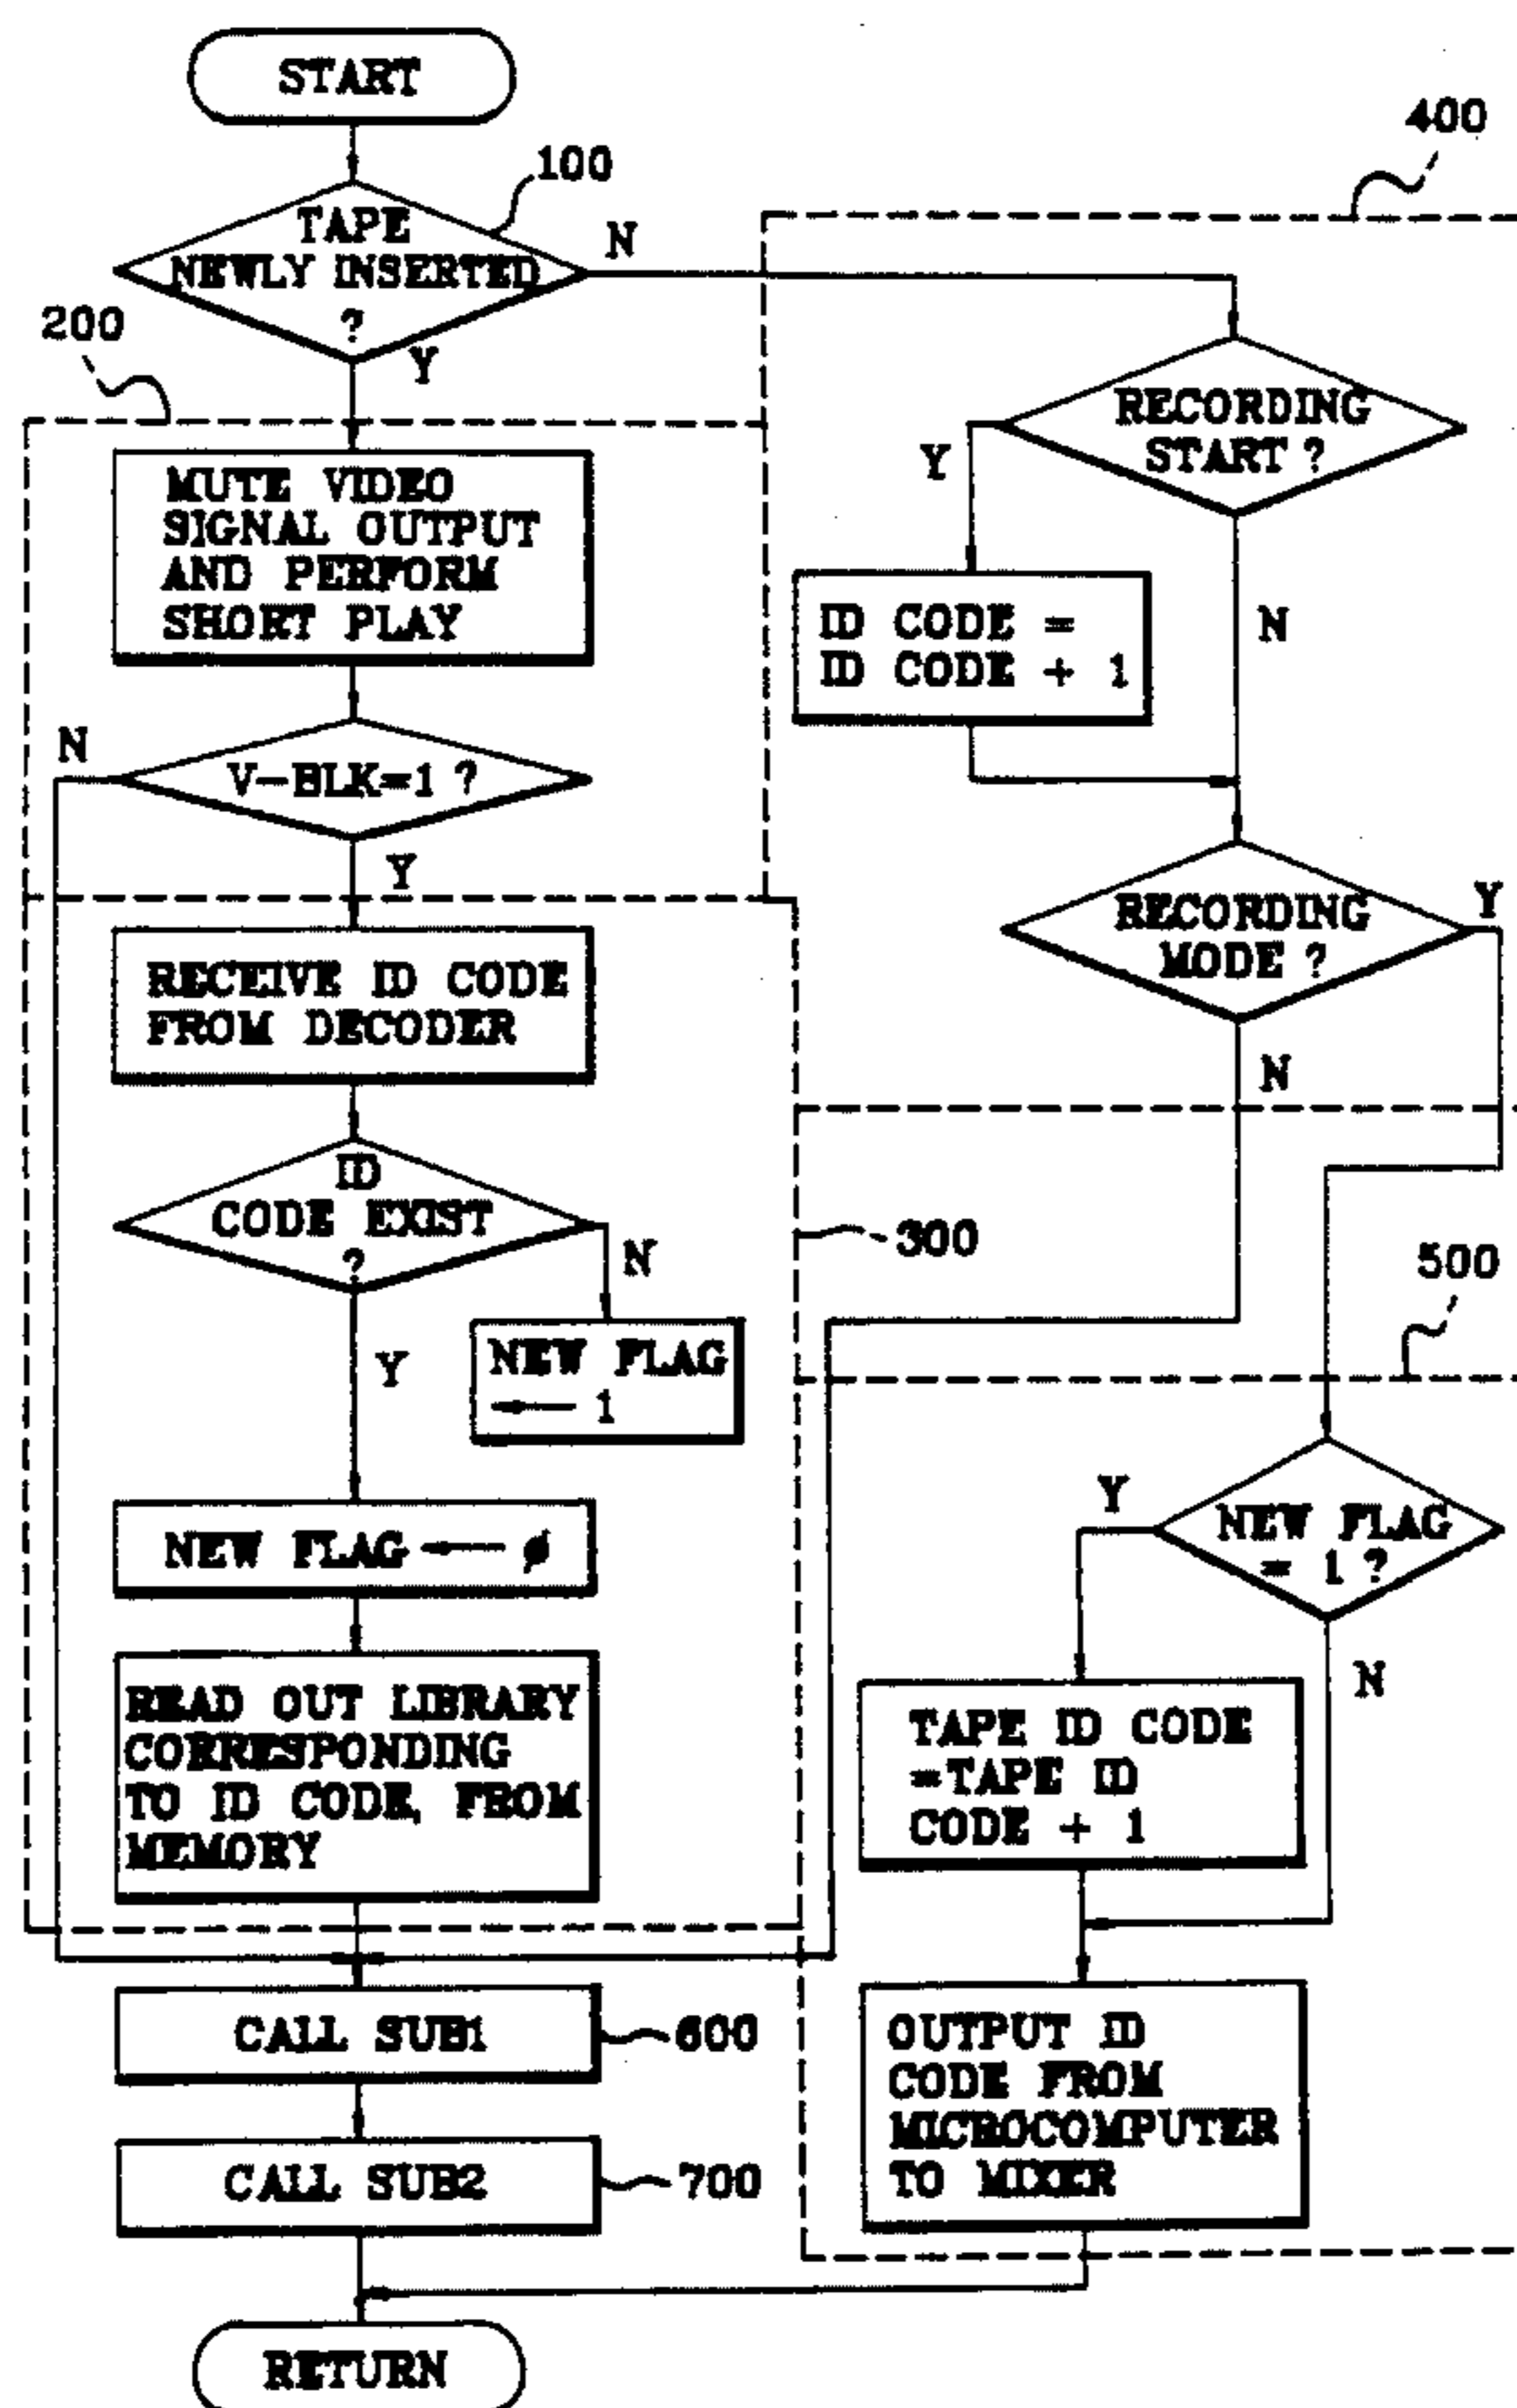 START
100
TAPE
NEWLY INSERTED
?
N
Y
200
400
MUTE VIDEO
SIGNAL OUTPUT
AND PERFORM
SHORT PLAY
V-BLK=1 ?
N
Y
RECEIVE ID CODE
FROM DECODER
ID
CODE EXIST
?
N
Y
300
NEW FLAG
← 1
NEW FLAG ← ø
READ OUT LIBRARY
CORRESPONDING
TO ID CODE, FROM
MEMORY
CALL SUB1
600
CALL SUB2
700
RETURN
RECORDING
START ?
Y
N
ID CODE =
ID CODE + 1
RECORDING
MODE ?
Y
N
500
NEW FLAG
= 1 ?
Y
N
TAPE ID CODE
=TAPE ID
CODE + 1
OUTPUT ID
CODE FROM
MICROCOMPUTER
TO MIXER